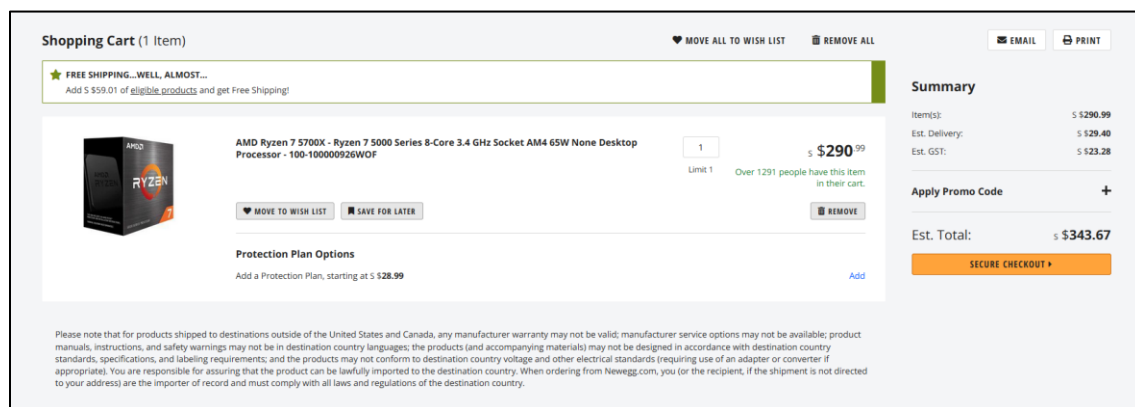 Shopping Cart (1 Item)
MOVE ALL TO WISH LIST
REMOVE ALL
EMAIL
PRINT
FREE SHIPPING...WELL, ALMOST...
Add S $59.01 of eligible products and get Free Shipping!
AMD
RYZEN
7
AMD Ryzen 7 5700X - Ryzen 7 5000 Series 8-Core 3.4 GHz Socket AM4 65W None Desktop
Processor - 100-100000926WOF
1
Limit 1
S $290.99
Over 1291 people have this item
in their cart.
MOVE TO WISH LIST
SAVE FOR LATER
REMOVE
Protection Plan Options
Add a Protection Plan, starting at S $28.99
Add
Summary
Item(s): S $290.99
Est. Delivery: S $29.40
Est. GST: S $23.28
Apply Promo Code +
Est. Total: S $343.67
SECURE CHECKOUT
Please note that for products shipped to destinations outside of the United States and Canada, any manufacturer warranty may not be valid; manufacturer service options may not be available; product
manuals, instructions, and safety warnings may not be in destination country languages; the products (and accompanying materials) may not be designed in accordance with destination country
standards, specifications, and labeling requirements; and the products may not conform to destination country voltage and other electrical standards (requiring use of an adapter or converter if
appropriate). You are responsible for assuring that the product can be lawfully imported to the destination country. When ordering from Newegg.com, you (or the recipient, if the shipment is not directed
to your address) are the importer of record and must comply with all laws and regulations of the destination country.